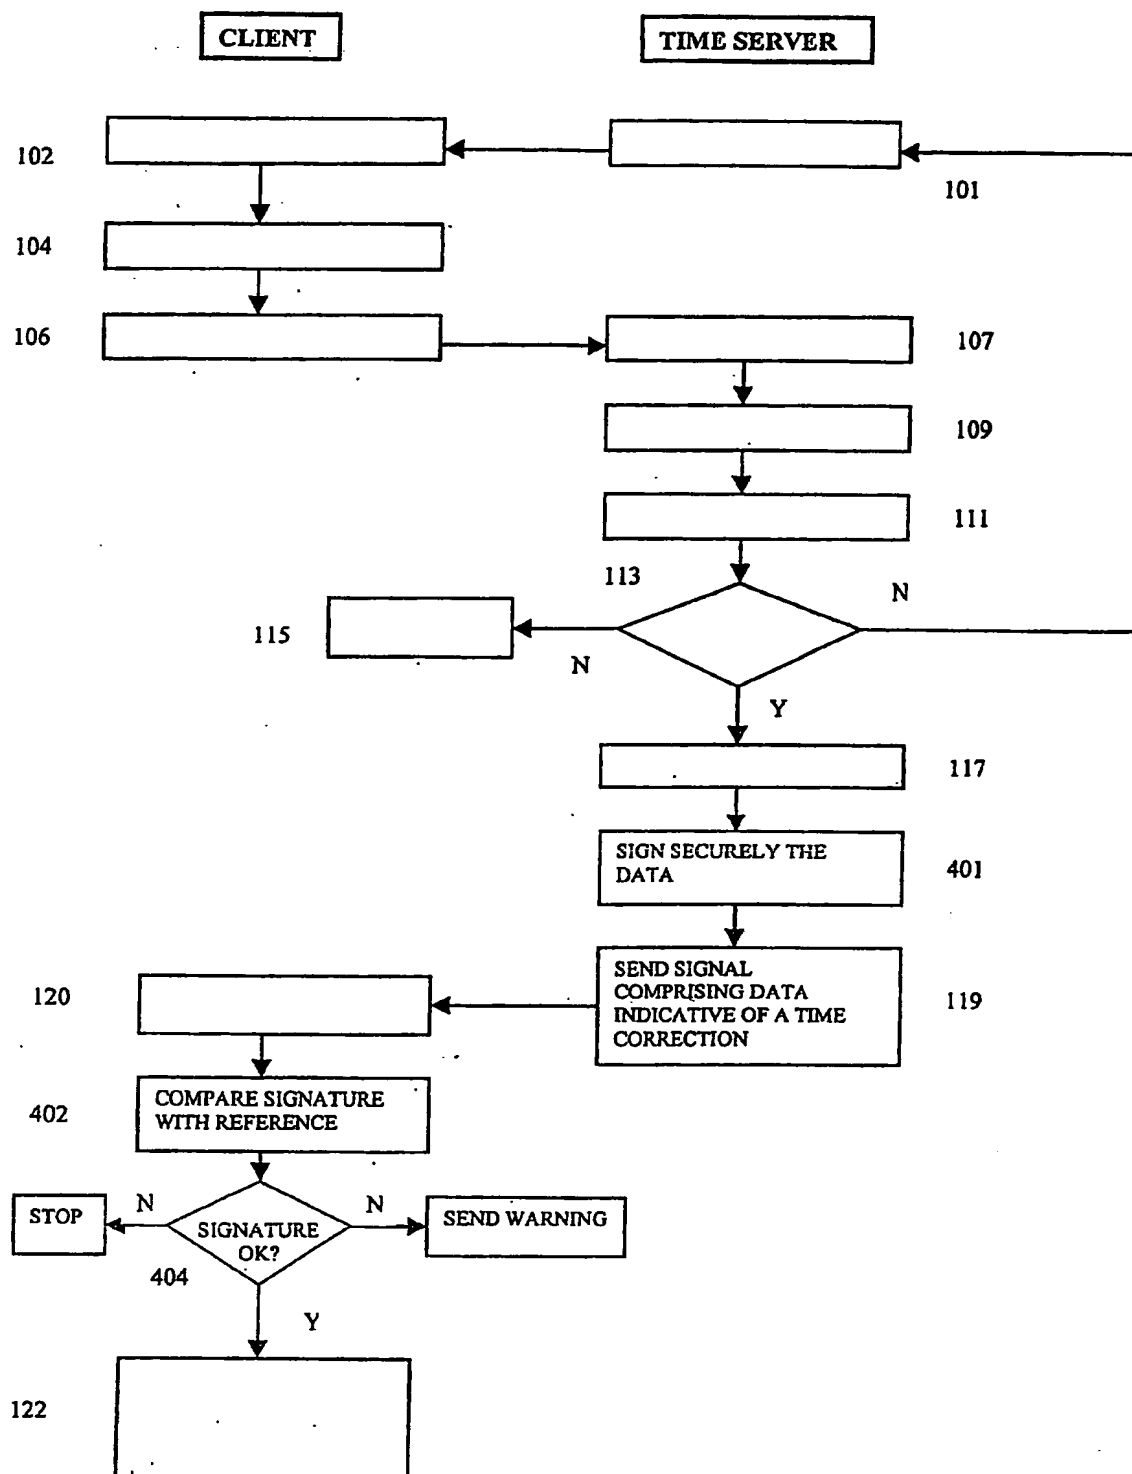 CLIENT
TIME SERVER
102
101
104
106
107
109
111
113
N
115
N
Y
117
SIGN SECURELY THE
DATA
401
SEND SIGNAL
COMPRISING DATA
INDICATIVE OF A TIME
CORRECTION
119
120
COMPARE SIGNATURE
WITH REFERENCE
402
STOP
N
N
SEND WARNING
SIGNATURE
OK?
404
Y
122